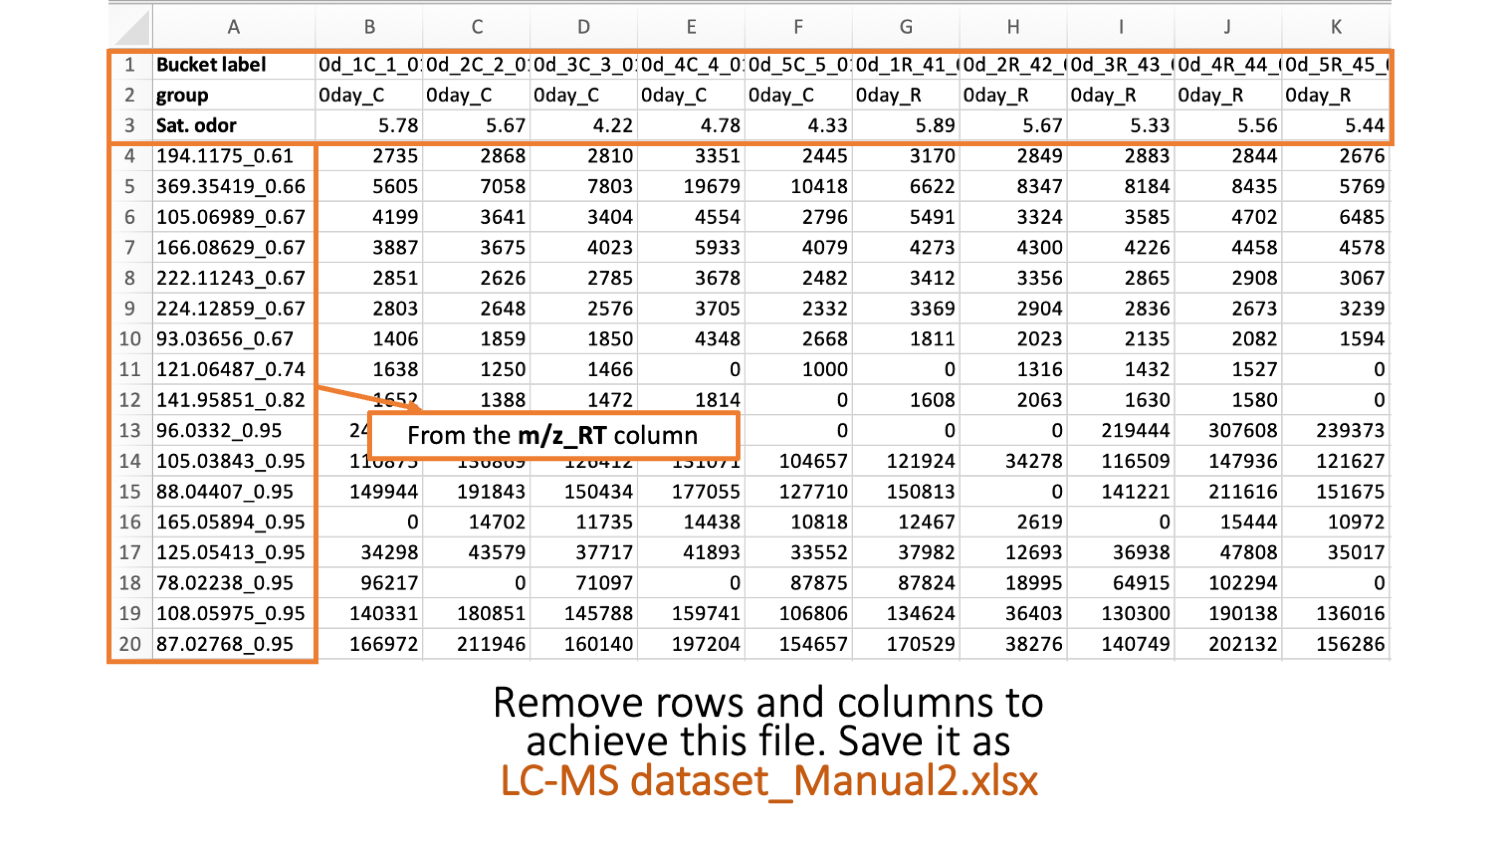 A B C D E F G H I J K
1 Bucket label 0d_1C_1_0 0d_2C_2_0 0d_3C_3_0 0d_4C_4_0 0d_5C_5_0 0d_1R_41_ 0d_2R_42_ 0d_3R_43_ 0d_4R_44_ 0d_5R_45_
2 group 0day_C 0day_C 0day_C 0day_C 0day_C 0day_R 0day_R 0day_R 0day_R 0day_R
3 Sat. odor 5.78 5.67 4.22 4.78 4.33 5.89 5.67 5.33 5.56 5.44
4 194.1175_0.61 2735 2868 2810 3351 2445 3170 2849 2883 2844 2676
5 369.35419_0.66 5605 7058 7803 19679 10418 6622 8347 8184 8435 5769
6 105.06989_0.67 4199 3641 3404 4554 2796 5491 3324 3585 4702 6485
7 166.08629_0.67 3887 3675 4023 5933 4079 4273 4300 4226 4458 4578
8 222.11243_0.67 2851 2626 2785 3678 2482 3412 3356 2865 2908 3067
9 224.12859_0.67 2803 2648 2576 3705 2332 3369 2904 2836 2673 3239
10 93.03656_0.67 1406 1859 1850 4348 2668 1811 2023 2135 2082 1594
11 121.06487_0.74 1638 1250 1466 0 1000 0 1316 1432 1527 0
12 141.95851_0.82 1652 1388 1472 1814 0 1608 2063 1630 1580 0
13 96.0332_0.95 24 0 0 0 219444 307608 239373
From the m/z_RT column
14 105.03843_0.95 104657 121924 34278 116509 147936 121627
15 88.04407_0.95 149944 191843 150434 177055 127710 150813 0 141221 211616 151675
16 165.05894_0.95 0 14702 11735 14438 10818 12467 2619 0 15444 10972
17 125.05413_0.95 34298 43579 37717 41893 33552 37982 12693 36938 47808 35017
18 78.02238_0.95 96217 0 71097 0 87875 87824 18995 64915 102294 0
19 108.05975_0.95 140331 180851 145788 159741 106806 134624 36403 130300 190138 136016
20 87.02768_0.95 166972 211946 160140 197204 154657 170529 38276 140749 202132 156286
Remove rows and columns to
achieve this file. Save it as
LC-MS dataset_Manual2.xlsx